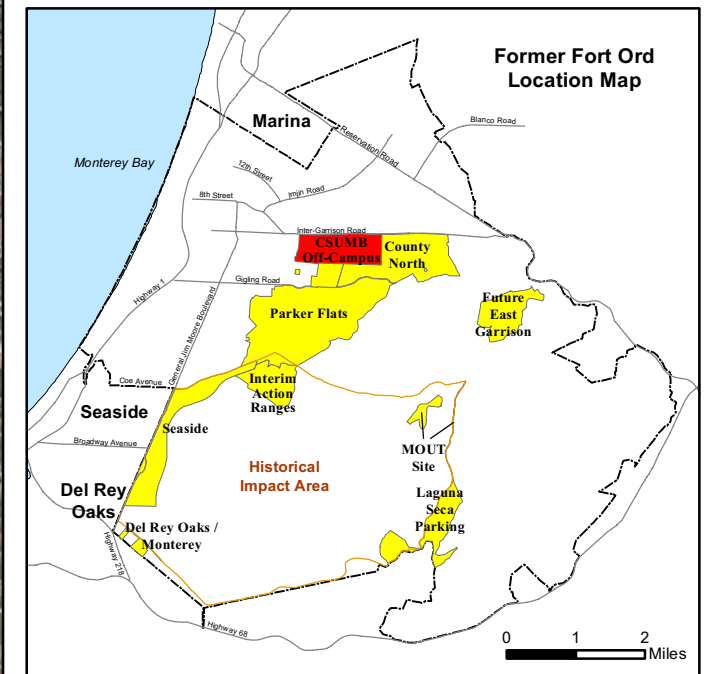 Former Fort Ord
Location Map
Marina
Blanco Road
Reservation Road
Monterey Bay
12th Street
Imjin Road
8th Street
Inter-Garrison Road
CSUMB
Off-Campus
County
North
Gigling Road
Highway 1
General Jim Moore Boulevard
Parker Flats
Future
East
Garrison
Coe Avenue
Interim
Action
Ranges
Seaside
Seaside
Broadway Avenue
MOUT
Site
Historical
Impact Area
Del Rey
Oaks
Laguna
Seca
Parking
Del Rey Oaks /
Monterey
Highway 218
Highway 68
0 1 2
Miles